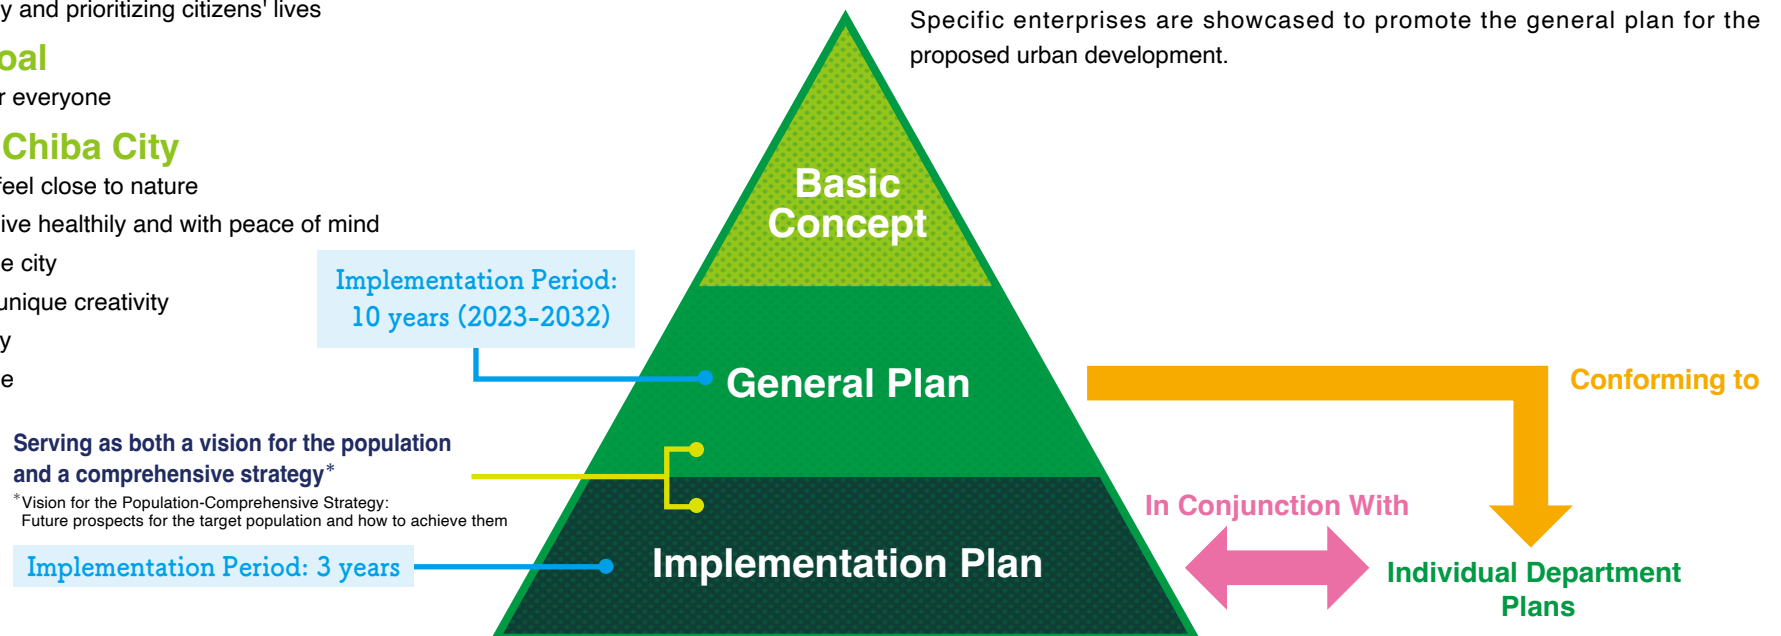 y and prioritizing citizens' lives
oal
r everyone
Chiba City
feel close to nature
ive healthily and with peace of mind
e city
unique creativity
y
e
Specific enterprises are showcased to promote the general plan for the
proposed urban development.
Basic
Concept
Implementation Period:
10 years (2023-2032)
General Plan
Conforming to
Serving as both a vision for the population
and a comprehensive strategy*
*Vision for the Population-Comprehensive Strategy:
Future prospects for the target population and how to achieve them
Implementation Period: 3 years
Implementation Plan
In Conjunction With
Individual Department
Plans